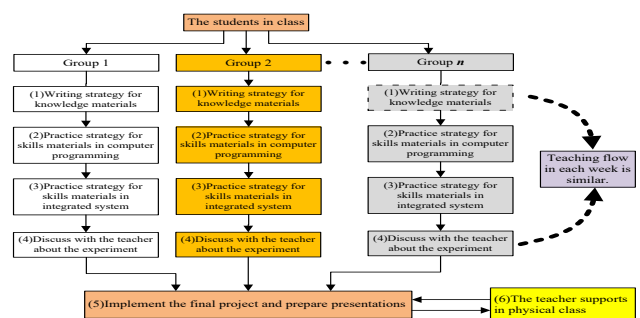 The students in class
Group 1
Group 2
Group n
(1)Writing strategy for
knowledge materials
(1)Writing strategy for
knowledge materials
(1)Writing strategy for
knowledge materials
(2)Practice strategy for
skills materials in computer
programming
(2)Practice strategy for
skills materials in computer
programming
(2)Practice strategy for
skills materials in computer
programming
Teaching flow
in each week is
similar.
(3)Practice strategy for
skills materials in
integrated system
(3)Practice strategy for
skills materials in
integrated system
(3)Practice strategy for
skills materials in
integrated system
(4)Discuss with the teacher
about the experiment
(4)Discuss with the teacher
about the experiment
(4)Discuss with the teacher
about the experiment
(5)Implement the final project and prepare presentations
(6)The teacher supports
in physical class